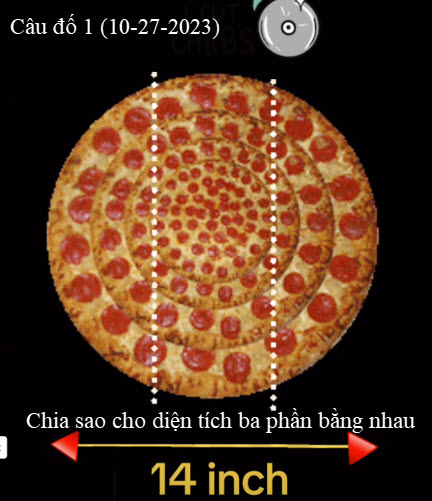 Câu đố 1 (10-27-2023)
Chia sao cho diện tích ba phần bằng nhau
14 inch